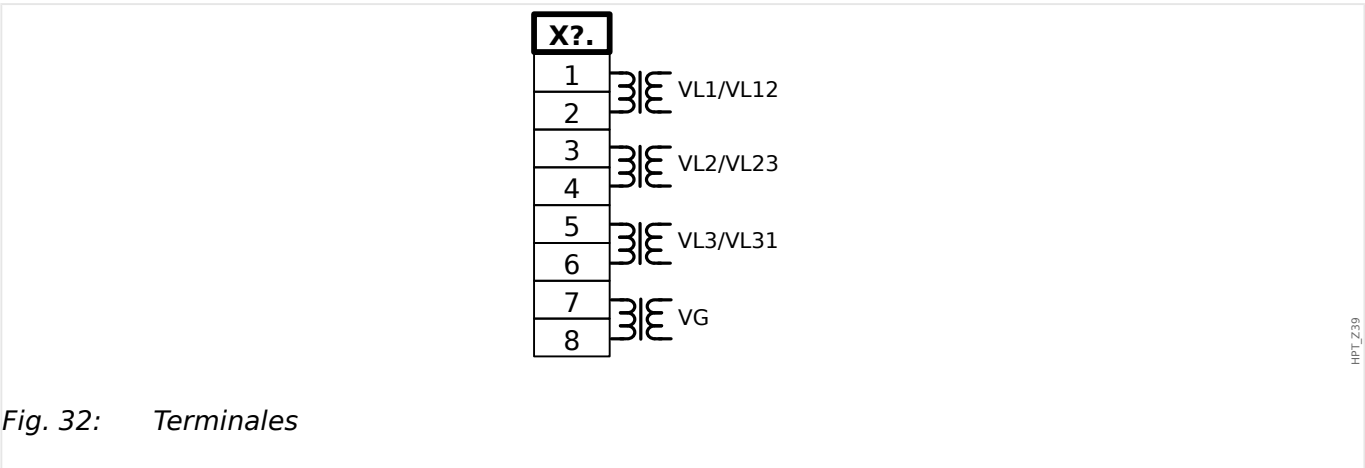 X?.
1
VL1/VL12
2
3
VL2/VL23
4
5
VL3/VL31
6
7
VG
8
HPT_Z39
Fig. 32: Terminales